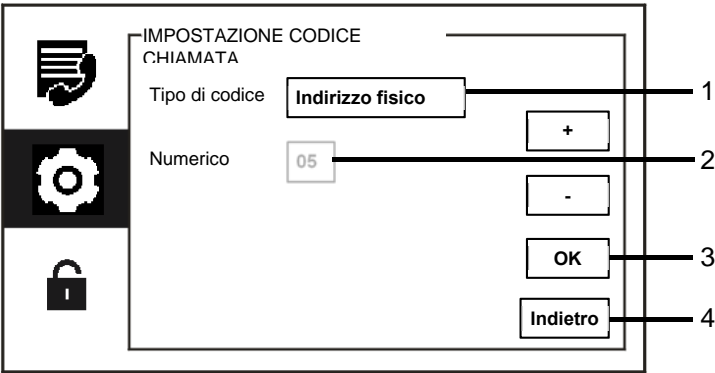 IMPOSTAZIONE CODICE
CHIAMATA
Tipo di codice
Indirizzo fisico
1
+
Numerico
05
2
-
OK
3
Indietro
4